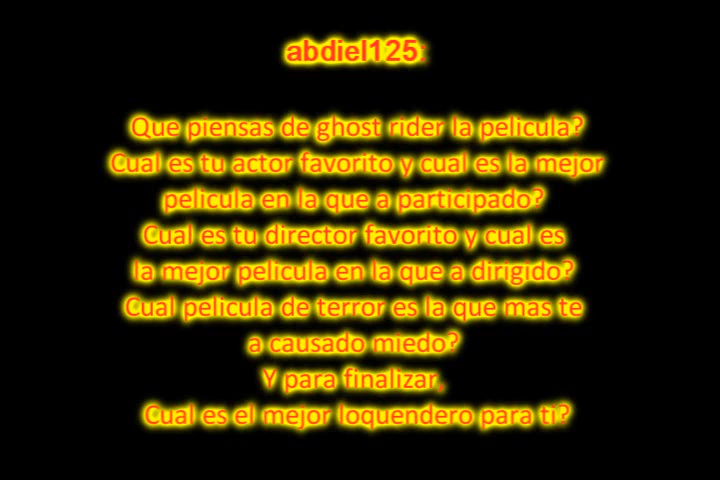 abdiel125:
Que piensas de ghost rider la pelicula?
Cual es tu actor favorito y cual es la mejor
pelicula en la que a participado?
Cual es tu director favorito y cual es
la mejor pelicula en la que a dirigido?
Cual pelicula de terror es la que mas te
a causado miedo?
Y para finalizar,
Cual es el mejor loquendero para ti?